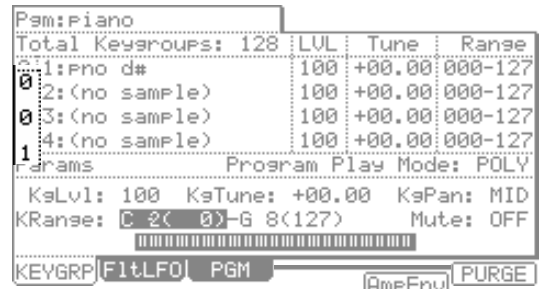 Pgm:piano
Total Keygroups: 128 LVL Tune Range
1:pno d# 100 +00.00 000-127
2:(no sample) 100 +00.00 000-127
3:(no sample) 100 +00.00 000-127
4:(no sample) 100 +00.00 000-127
0
0
1
Params Program Play Mode: POLY
KgLvl: 100 KgTune: +00.00 KgPan: MID
KRange: C 2( 0)-G 8(127) Mute: OFF
KEYGRP FltLFO PGM AmpEnv PURGE